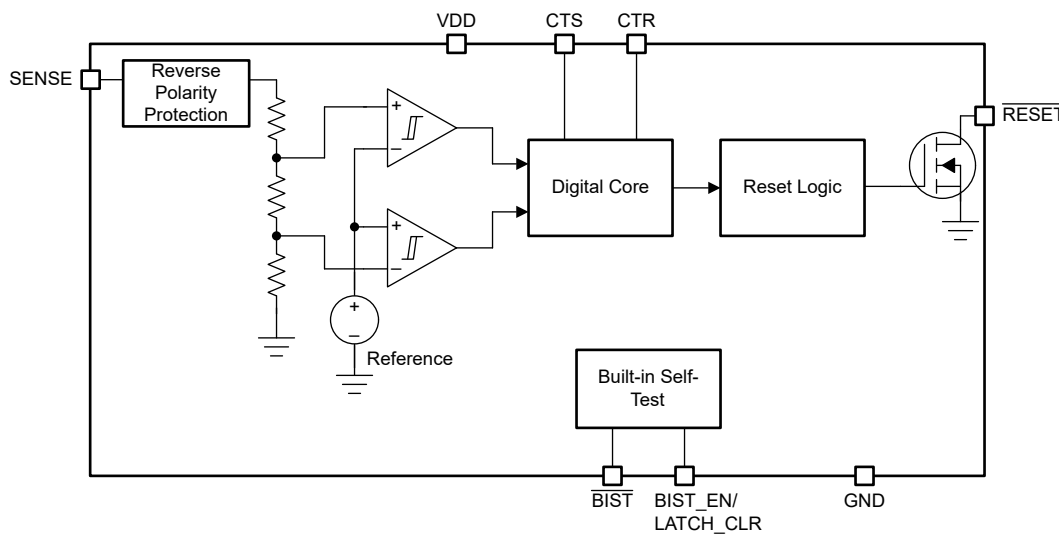 VDD
CTS
CTR
SENSE
Reverse
Polarity
Protection
RESET
+
−
Digital Core
Reset Logic
+
−
+
−
Reference
Built-in Self-
Test
BIST
BIST_EN/
LATCH_CLR
GND